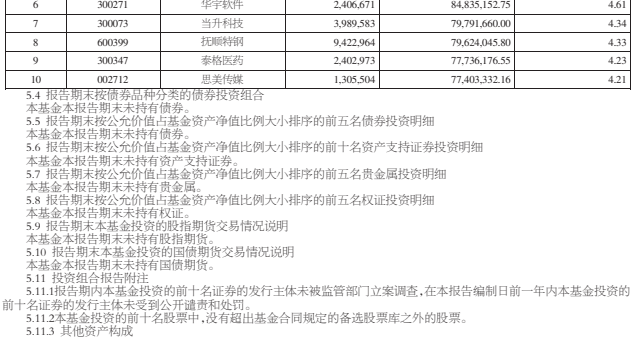 6 300271 华宇软件 2,406,671 84,835,152.75 4.61
7 300073 当升科技 3,989,583 79,791,660.00 4.34
8 600399 抚顺特钢 9,422,964 79,624,045.80 4.33
9 300347 泰格医药 2,402,973 77,736,176.55 4.23
10 002712 思美传媒 1,305,504 77,403,332.16 4.21
5.4 报告期末按债券品种分类的债券投资组合
本基金本报告期末未持有债券。
5.5 报告期末按公允价值占基金资产净值比例大小排序的前五名债券投资明细
本基金本报告期末未持有债券。
5.6 报告期末按公允价值占基金资产净值比例大小排序的前十名资产支持证券投资明细
本基金本报告期末未持有资产支持证券。
5.7 报告期末按公允价值占基金资产净值比例大小排序的前五名贵金属投资明细
本基金本报告期末未持有贵金属。
5.8 报告期末按公允价值占基金资产净值比例大小排序的前五名权证投资明细
本基金本报告期末未持有权证。
5.9 报告期末本基金投资的股指期货交易情况说明
本基金本报告期末未持有股指期货。
5.10 报告期末本基金投资的国债期货交易情况说明
本基金本报告期末未持有国债期货。
5.11 投资组合报告附注
5.11.1报告期内本基金投资的前十名证券的发行主体未被监管部门立案调查,在本报告编制日前一年内本基金投资的
前十名证券的发行主体未受到公开谴责和处罚。
5.11.2本基金投资的前十名股票中,没有超出基金合同规定的备选股票库之外的股票。
5.11.3 其他资产构成